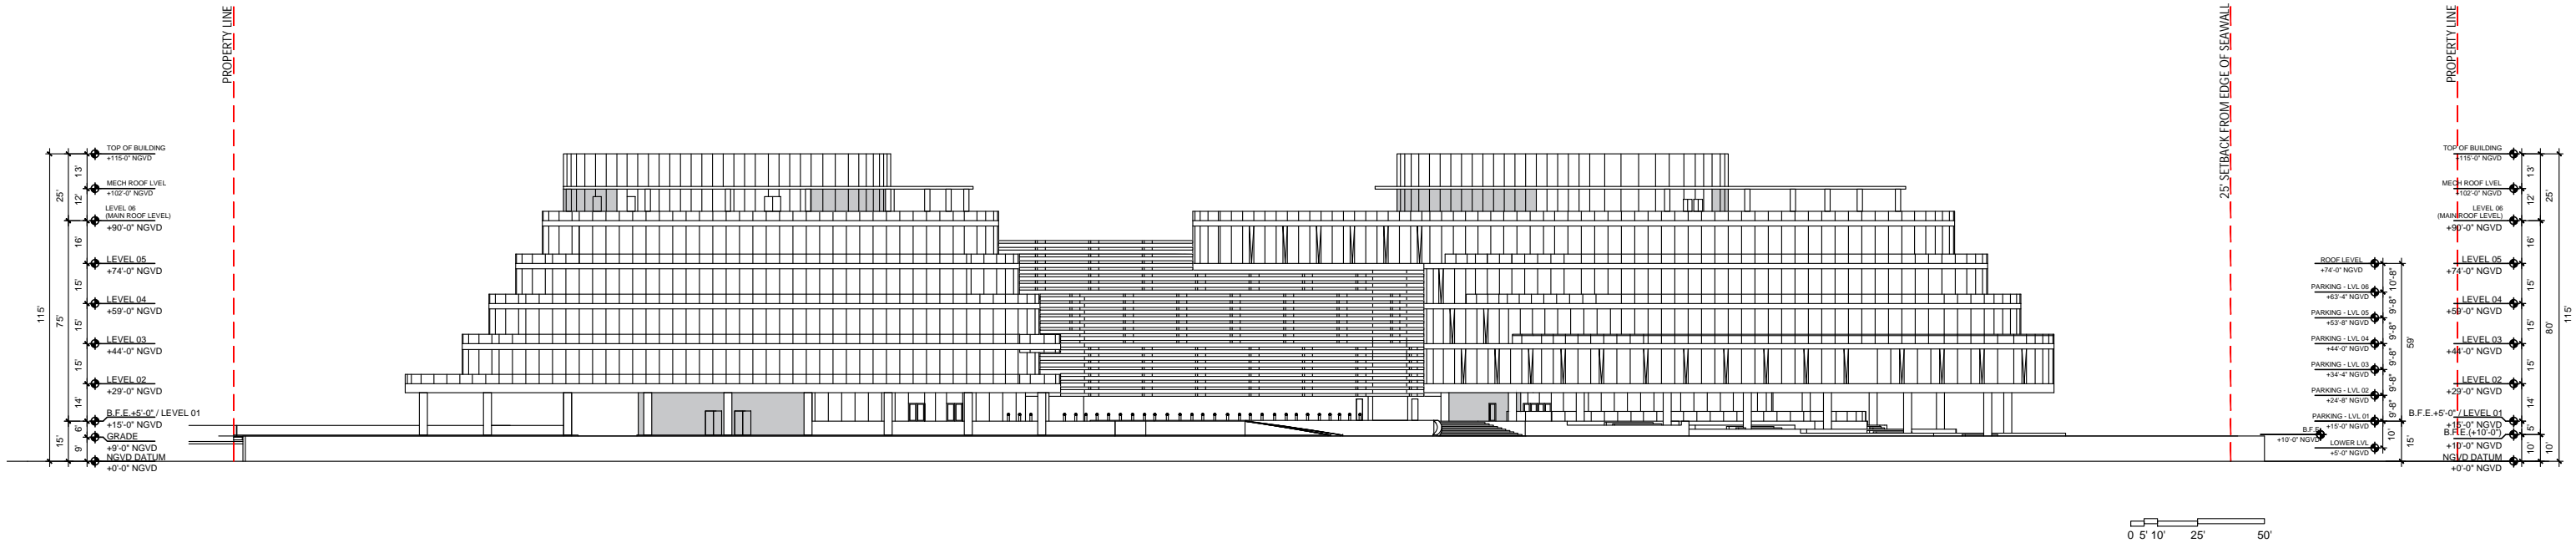 PROPERTY LINE
25' SETBACK FROM EDGE OF SEAWALL
PROPERTY LINE
TOP OF BUILDING
+115-0" NGVD
MECH ROOF LVEL
+102'-0" NGVD
LEVEL 06
(MAIN ROOF LEVEL)
+90'-0" NGVD
LEVEL 05
+74'-0" NGVD
LEVEL 04
+59'-0" NGVD
LEVEL 03
+44'-0" NGVD
LEVEL 02
+29'-0" NGVD
B.F.E.+5'-0" / LEVEL 01
+15'-0" NGVD
GRADE
+9'-0" NGVD
NGVD DATUM
+0'-0" NGVD
115'
25'
75'
15'
13'
12'
16'
15'
15'
15'
14'
6'
9'
ROOF LEVEL
+74'-0" NGVD
PARKING - LVL 06
+63'-4" NGVD
PARKING - LVL 05
+53'-8" NGVD
PARKING - LVL 04
+44'-0" NGVD
PARKING - LVL 03
+34'-4" NGVD
PARKING - LVL 02
+24'-8" NGVD
PARKING - LVL 01
+15'-0" NGVD
B.F.E.
+10'-0" NGVD
LOWER LVL
+5'-0" NGVD
10'-8"
9'-8"
9'-8"
9'-8"
9'-8"
9'-8"
10'
59'
15'
TOP OF BUILDING
+115'-0" NGVD
MECH ROOF LVEL
+102'-0" NGVD
LEVEL 06
(MAIN ROOF LEVEL)
+90'-0" NGVD
LEVEL 05
+74'-0" NGVD
LEVEL 04
+59'-0" NGVD
LEVEL 03
+44'-0" NGVD
LEVEL 02
+29'-0" NGVD
B.F.E.+5'-0" / LEVEL 01
+15'-0" NGVD
B.F.E.(+10'-0")
+10'-0" NGVD
NGVD DATUM
+0'-0" NGVD
13'
12'
16'
15'
15'
15'
14'
5'
10'
25'
80'
10'
115'
0 5' 10' 25' 50'